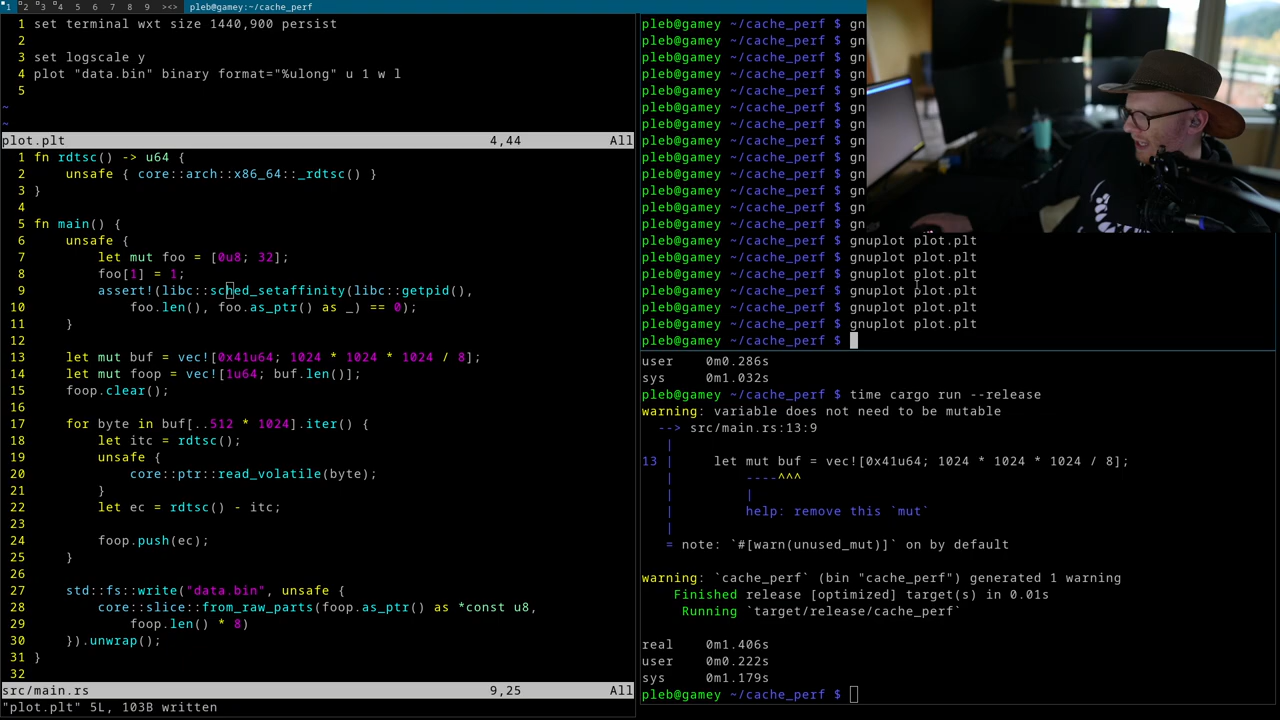 1 2 3 4 5 6 7 8 9 ><> pleb@gamey:~/cache_perf
1 set terminal wxt size 1440,900 persist
2
3 set logscale y
4 plot "data.bin" binary format="%ulong" u 1 w l
5
~
~
plot.plt 4,44 All
1 fn rdtsc() -> u64 {
2     unsafe { core::arch::x86_64::_rdtsc() }
3 }
4
5 fn main() {
6     unsafe {
7         let mut foo = [0u8; 32];
8         foo[1] = 1;
9         assert!(libc::sched_setaffinity(libc::getpid(),
10             foo.len(), foo.as_ptr() as _) == 0);
11     }
12
13     let mut buf = vec![0x41u64; 1024 * 1024 * 1024 / 8];
14     let mut foop = vec![1u64; buf.len()];
15     foop.clear();
16
17     for byte in buf[..512 * 1024].iter() {
18         let itc = rdtsc();
19         unsafe {
20             core::ptr::read_volatile(byte);
21         }
22         let ec = rdtsc() - itc;
23
24         foop.push(ec);
25     }
26
27     std::fs::write("data.bin", unsafe {
28         core::slice::from_raw_parts(foop.as_ptr() as *const u8,
29             foop.len() * 8)
30     }).unwrap();
31 }
32
src/main.rs 9,25 All
"plot.plt" 5L, 103B written
pleb@gamey ~/cache_perf $ gn
pleb@gamey ~/cache_perf $ gn
pleb@gamey ~/cache_perf $ gn
pleb@gamey ~/cache_perf $ gn
pleb@gamey ~/cache_perf $ gn
pleb@gamey ~/cache_perf $ gn
pleb@gamey ~/cache_perf $ gn
pleb@gamey ~/cache_perf $ gn
pleb@gamey ~/cache_perf $ gn
pleb@gamey ~/cache_perf $ gn
pleb@gamey ~/cache_perf $ gn
pleb@gamey ~/cache_perf $ gn
pleb@gamey ~/cache_perf $ gn
pleb@gamey ~/cache_perf $ gnuplot plot.plt
pleb@gamey ~/cache_perf $ gnuplot plot.plt
pleb@gamey ~/cache_perf $ gnuplot plot.plt
pleb@gamey ~/cache_perf $ gnuplot plot.plt
pleb@gamey ~/cache_perf $ gnuplot plot.plt
pleb@gamey ~/cache_perf $ gnuplot plot.plt
pleb@gamey ~/cache_perf $
user 0m0.286s
sys 0m1.032s
pleb@gamey ~/cache_perf $ time cargo run --release
warning: variable does not need to be mutable
--> src/main.rs:13:9
|
13 | let mut buf = vec![0x41u64; 1024 * 1024 * 1024 / 8];
| ----^^^
| |
| help: remove this `mut`
|
= note: `#[warn(unused_mut)]` on by default
warning: `cache_perf` (bin "cache_perf") generated 1 warning
Finished release [optimized] target(s) in 0.01s
Running `target/release/cache_perf`
real 0m1.406s
user 0m0.222s
sys 0m1.179s
pleb@gamey ~/cache_perf $